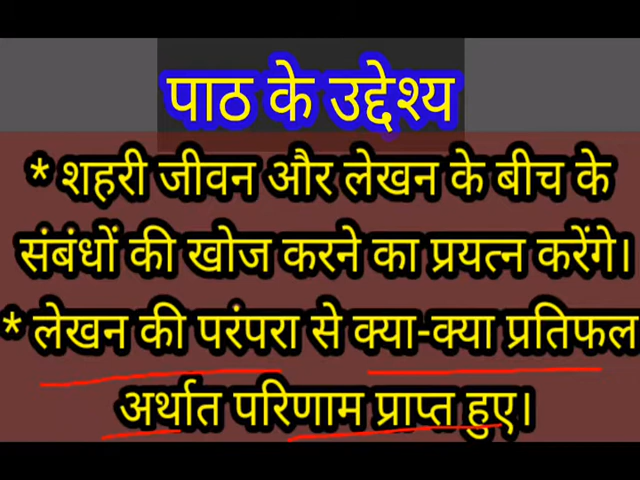 पाठ के उद्देश्य
* शहरी जीवन और लेखन के बीच के
संबंधों की खोज करने का प्रयत्न करेंगे।
* लेखन की परंपरा से क्या-क्या प्रतिफल
अर्थात परिणाम प्राप्त हुए।